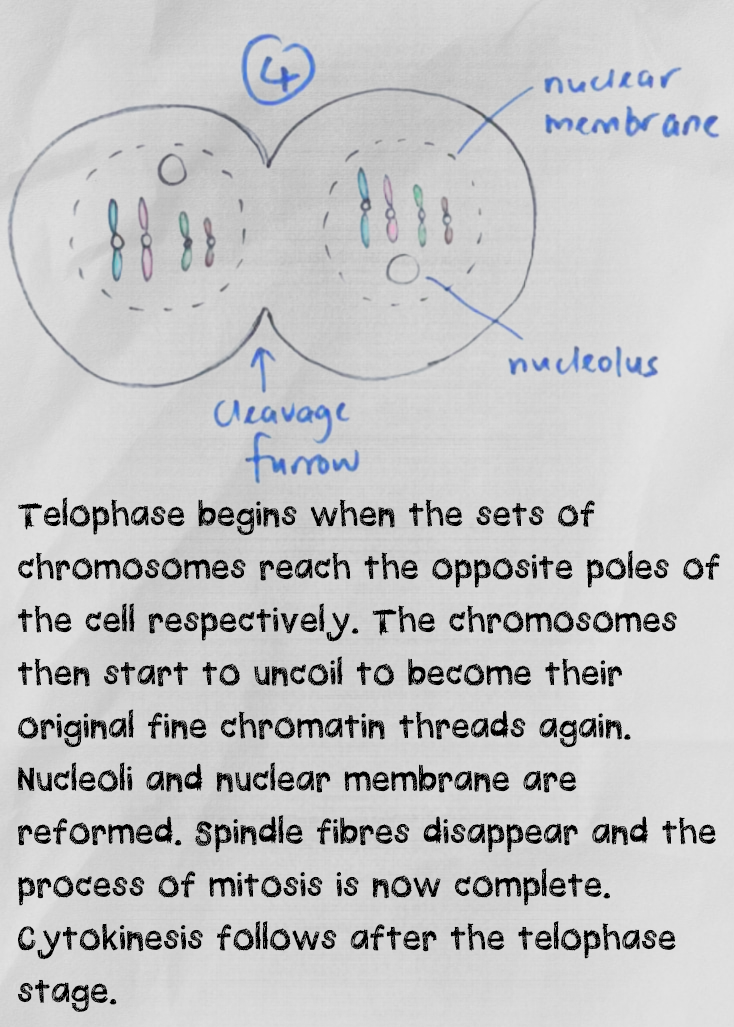 4
nuclear
membrane
nucleolus
Cleavage
furrow
Telophase begins when the sets of
chromosomes reach the opposite poles of
the cell respectively. The chromosomes
then start to uncoil to become their
original fine chromatin threads again.
Nucleoli and nuclear membrane are
reformed. Spindle fibres disappear and the
process of mitosis is now complete.
Cytokinesis follows after the telophase
stage.